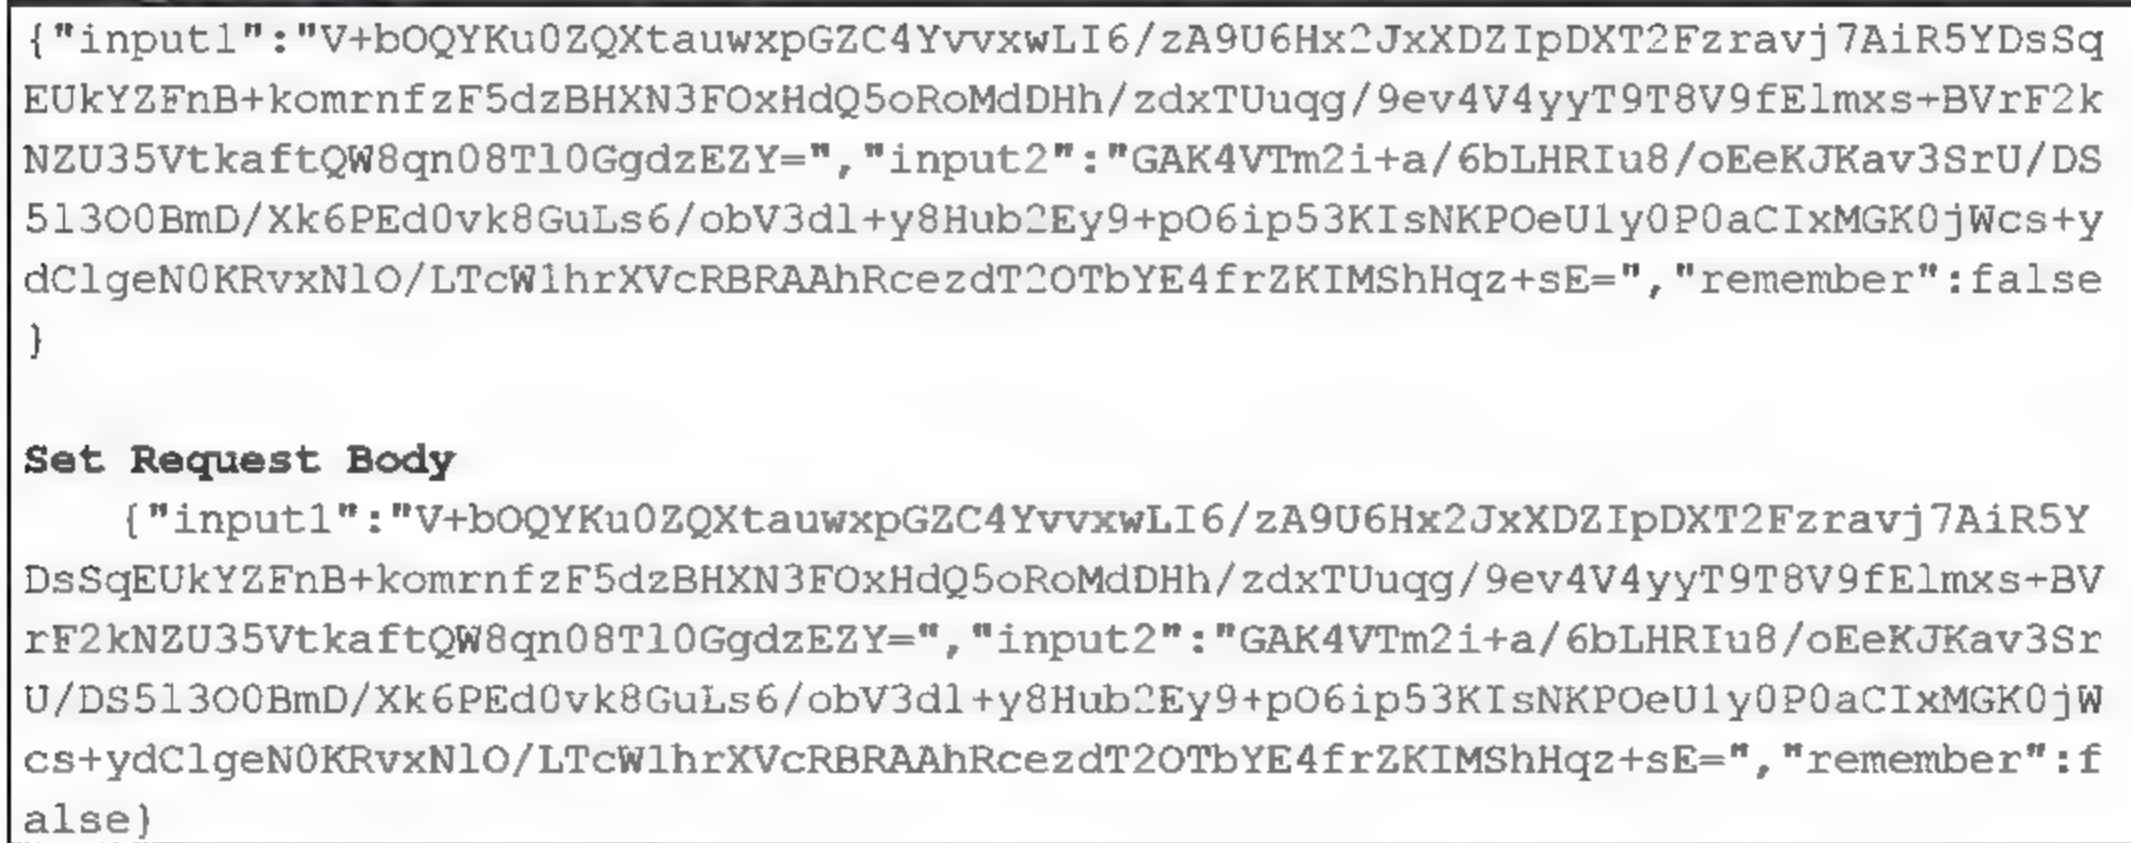 {"input1":"V+bOQYKu0ZQXtauwxpGZC4YvvxwLI6/zA9U6Hx2JxXDZIpDXT2Fzravj7AiR5YDsSq
EUkYZFnB+komrnfzF5dzBHXN3FOxHdQ5oRoMdDHh/zdxTUuqg/9ev4V4yyT9T8V9fElmxs+BVrF2k
NZU35VtkaftQW8qn08Tl0GgdzEZY=","input2":"GAK4VTm2i+a/6bLHRIu8/oEeKJKav3SrU/DS
5l3O0BmD/Xk6PEd0vk8GuLs6/obV3dl+y8Hub2Ey9+pO6ip53KIsNKPOeU1y0P0aCIxMGK0jWcs+y
dClgeN0KRvxNlO/LTcW1hrXVcRBRAAhRcezdT2OTbYE4frZKIMShHqz+sE=","remember":false
}
Set Request Body
{"input1":"V+bOQYKu0ZQXtauwxpGZC4YvvxwLI6/zA9U6Hx2JxXDZIpDXT2Fzravj7AiR5Y
DsSqEUkYZFnB+komrnfzF5dzBHXN3FOxHdQ5oRoMdDHh/zdxTUuqg/9ev4V4yyT9T8V9fElmxs+BV
rF2kNZU35VtkaftQW8qn08Tl0GgdzEZY=","input2":"GAK4VTm2i+a/6bLHRIu8/oEeKJKav3Sr
U/DS5l3O0BmD/Xk6PEd0vk8GuLs6/obV3dl+y8Hub2Ey9+pO6ip53KIsNKPOeU1y0P0aCIxMGK0jW
cs+ydClgeN0KRvxNlO/LTcW1hrXVcRBRAAhRcezdT2OTbYE4frZKIMShHqz+sE=","remember":f
alse}